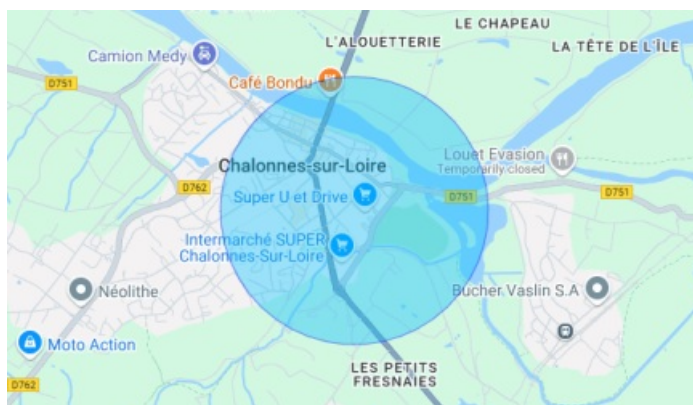 LE CHAPEAU
L'ALOUETTERIE
LA TÊTE DE L'ÎLE
Camion Medy
Café Bondu
D751
Chalonnes-sur-Loire
Louet Evasion
Temporarily closed
D762
Super U et Drive
D751
D751
Intermarché SUPER
Chalonnes-Sur-Loire
Néolithe
Bucher Vaslin S.A
Moto Action
LES PETITS
FRESNAIES
D762